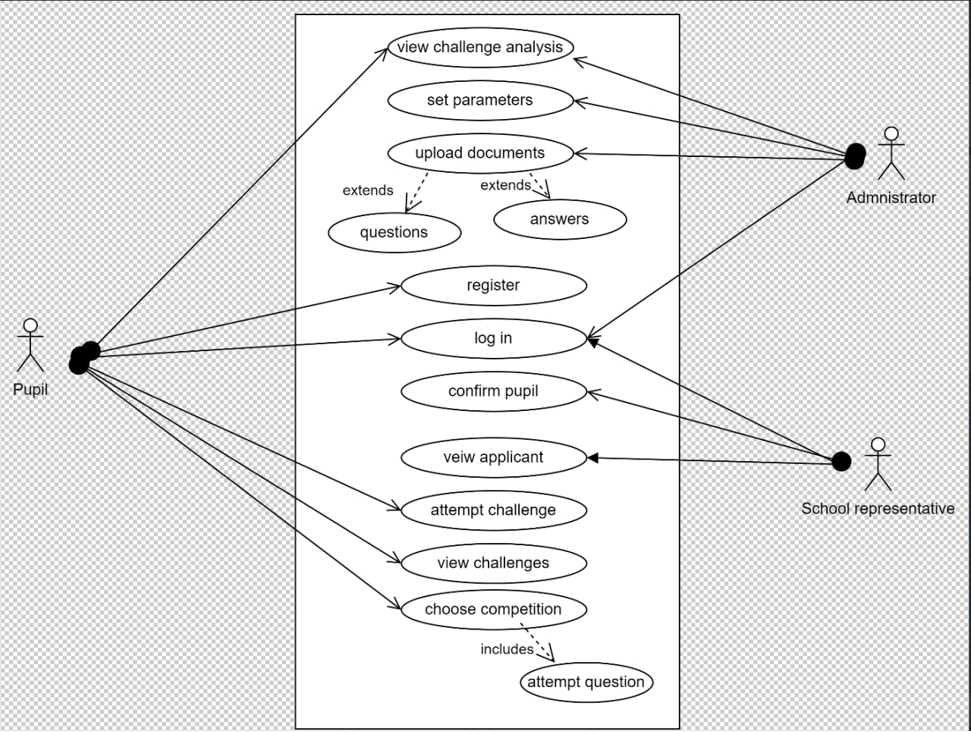 view challenge analysis
set parameters
upload documents
extends
extends
questions
answers
Admnistrator
register
log in
Pupil
confirm pupil
veiw applicant
School representative
attempt challenge
view challenges
choose competition
includes
attempt question